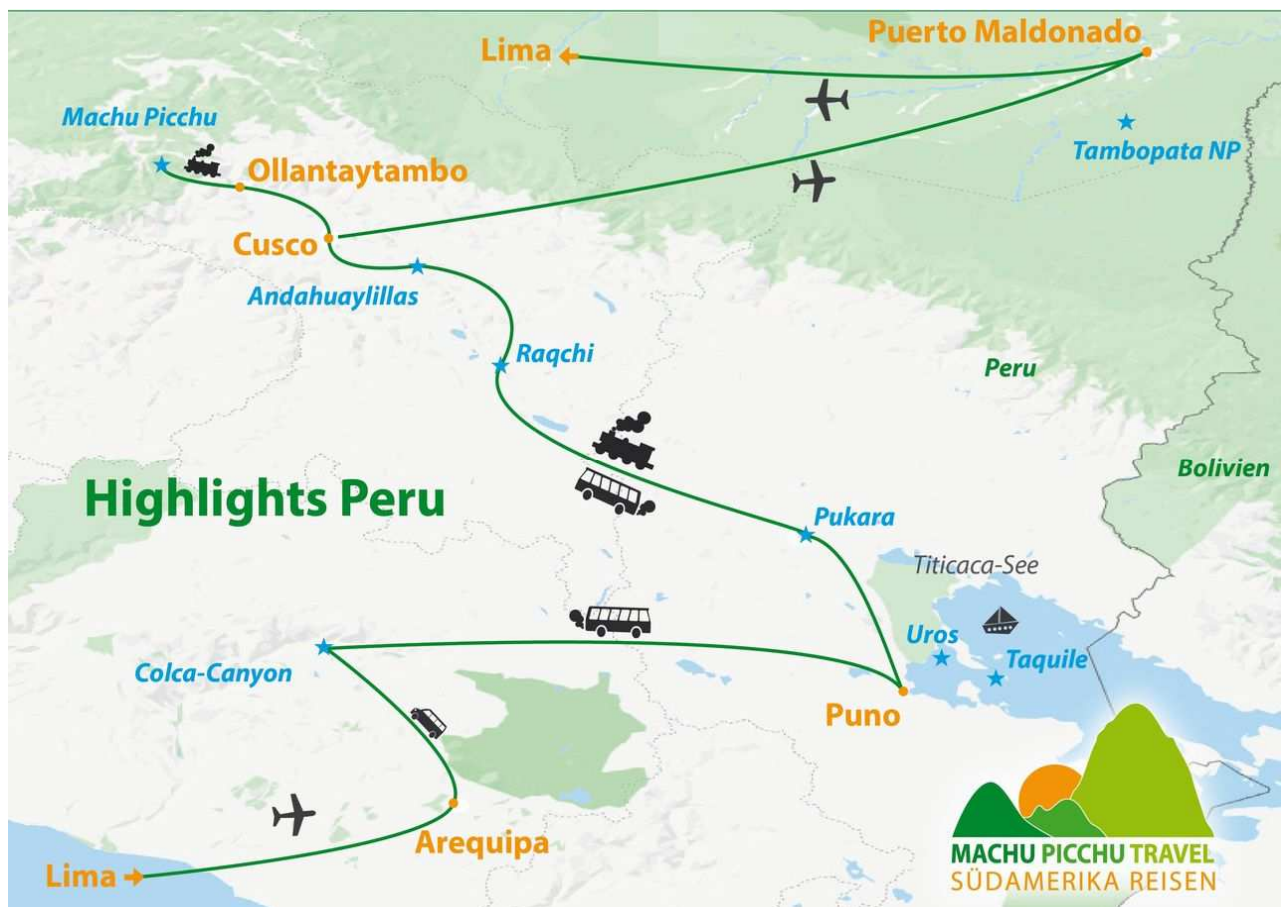 Puerto Maldonado
Lima
Machu Picchu
Tambopata NP
Ollantaytambo
Cusco
Andahuaylillas
Raqchi
Peru
Bolivien
Highlights Peru
Pukara
Titicaca-See
Uros
Taquile
Colca-Canyon
Puno
Arequipa
Lima
MACHU PICCHU TRAVEL
SÜDAMERIKA REISEN